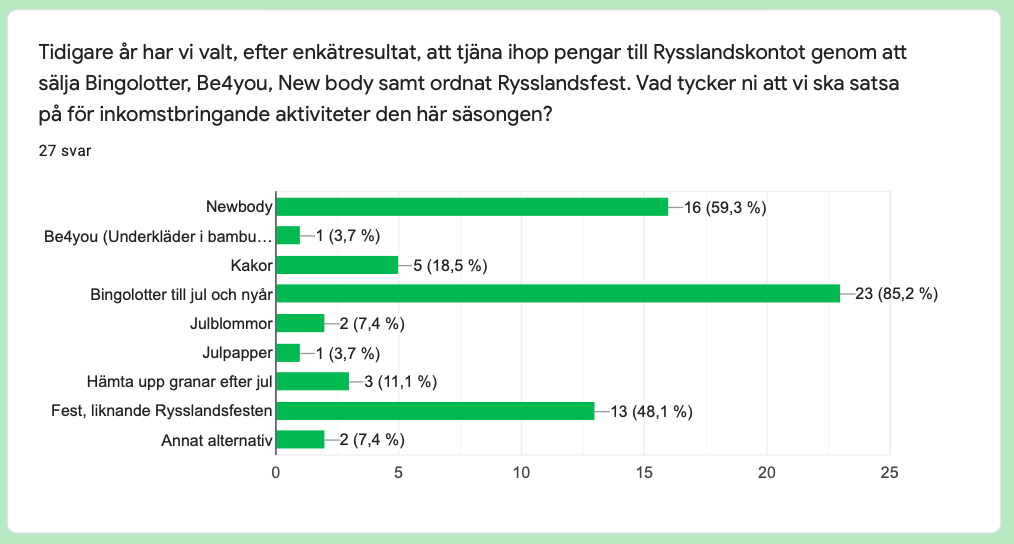 Tidigare år har vi valt, efter enkätresultat, att tjäna ihop pengar till Rysslandskontot genom att
sälja Bingolotter, Be4you, New body samt ordnat Rysslandsfest. Vad tycker ni att vi ska satsa
på för inkomstbringande aktiviteter den här säsongen?
27 svar
Newbody 16 (59,3 %)
Be4you (Underkläder i bambu… 1 (3,7 %)
Kakor 5 (18,5 %)
Bingolotter till jul och nyår 23 (85,2 %)
Julblommor 2 (7,4 %)
Julpapper 1 (3,7 %)
Hämta upp granar efter jul 3 (11,1 %)
Fest, liknande Rysslandsfesten 13 (48,1 %)
Annat alternativ 2 (7,4 %)
0 5 10 15 20 25